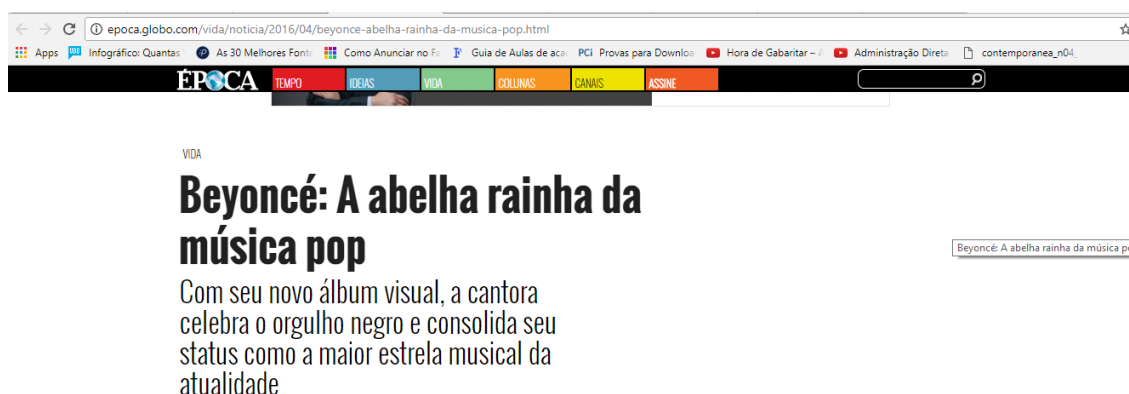 epoca.globo.com/vida/noticia/2016/04/beyonce-abelha-rainha-da-musica-pop.html
Apps Infográfico: Quantas As 30 Melhores Fonte Como Anunciar no Fa Guia de Aulas de aca PCi Provas para Downloa Hora de Gabaritar – A Administração Direta contemporanea_n04_
ÉPOCA TEMPO IDEIAS VIDA COLUNAS CANAIS ASSINE
VIDA
Beyoncé: A abelha rainha da
música pop
Beyoncé: A abelha rainha da música po
Com seu novo álbum visual, a cantora
celebra o orgulho negro e consolida seu
status como a maior estrela musical da
atualidade